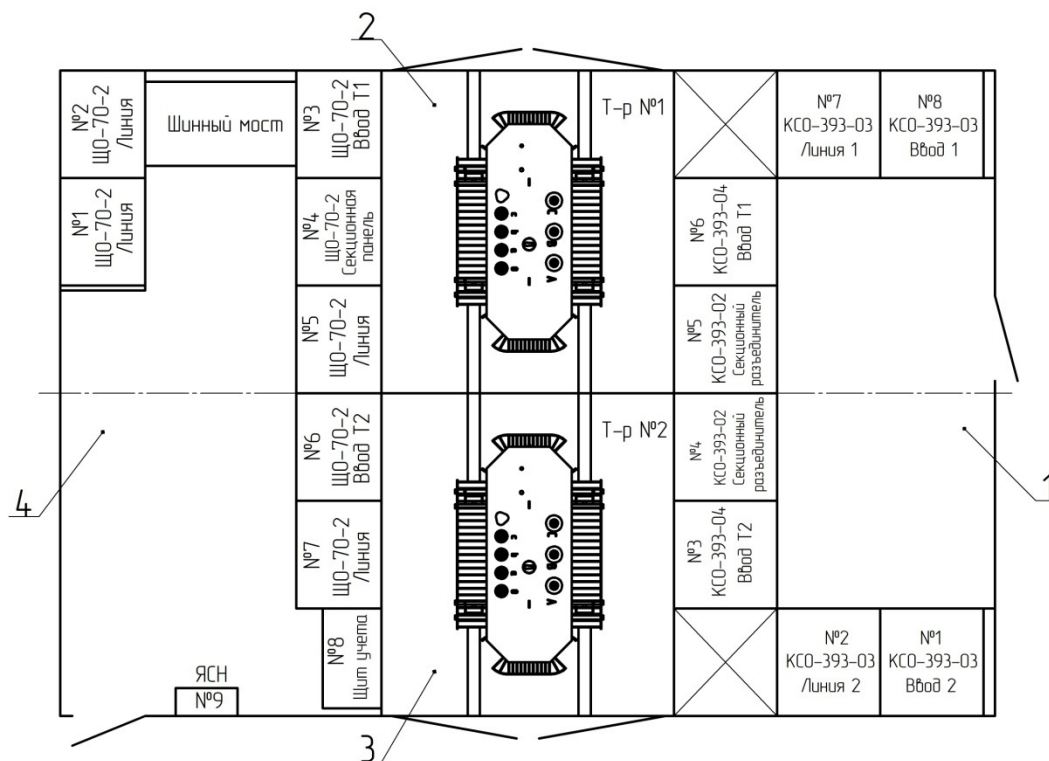 2
№2
ЩО-70-2
Линия
Шинный мост
№3
ЩО-70-2
Ввод Т1
Т-р №1
№7
КСО-393-03
Линия 1
№8
КСО-393-03
Ввод 1
№1
ЩО-70-2
Линия
№4
ЩО-70-2
Секционная
панель
№6
КСО-393-04
Ввод Т1
№5
ЩО-70-2
Линия
№5
КСО-393-02
Секционный
разъединитель
№6
ЩО-70-2
Ввод Т2
Т-р №2
№4
КСО-393-02
Секционный
разъединитель
4
1
№7
ЩО-70-2
Линия
№3
КСО-393-04
Ввод Т2
№8
Щит учета
ЯСН
№9
№2
КСО-393-03
Линия 2
№1
КСО-393-03
Ввод 2
3